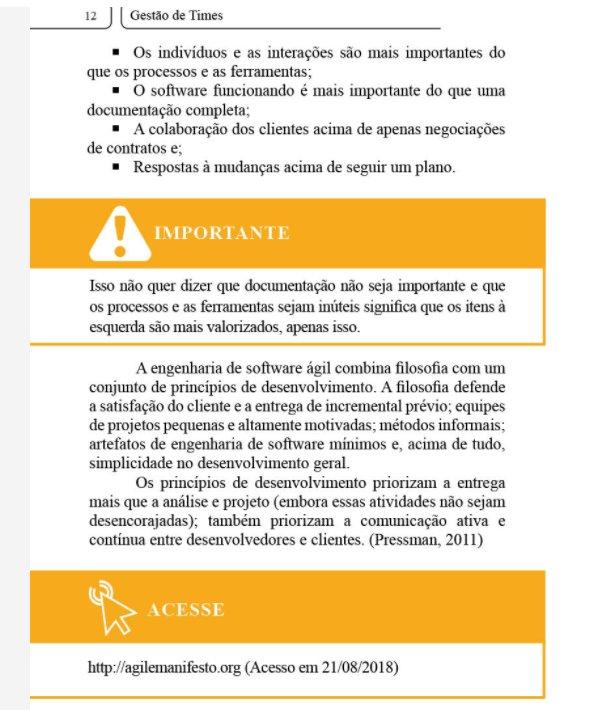 12 Gestão de Times
▪ Os indivíduos e as interações são mais importantes do
que os processos e as ferramentas;
▪ O software funcionando é mais importante do que uma
documentação completa;
▪ A colaboração dos clientes acima de apenas negociações
de contratos e;
▪ Respostas à mudanças acima de seguir um plano.
IMPORTANTE
Isso não quer dizer que documentação não seja importante e que
os processos e as ferramentas sejam inúteis significa que os itens à
esquerda são mais valorizados, apenas isso.
A engenharia de software ágil combina filosofia com um
conjunto de princípios de desenvolvimento. A filosofia defende
a satisfação do cliente e a entrega de incremental prévio; equipes
de projetos pequenas e altamente motivadas; métodos informais;
artefatos de engenharia de software mínimos e, acima de tudo,
simplicidade no desenvolvimento geral.
Os princípios de desenvolvimento priorizam a entrega
mais que a análise e projeto (embora essas atividades não sejam
desencorajadas); também priorizam a comunicação ativa e
contínua entre desenvolvedores e clientes. (Pressman, 2011)
ACESSE
http://agilemanifesto.org (Acesso em 21/08/2018)